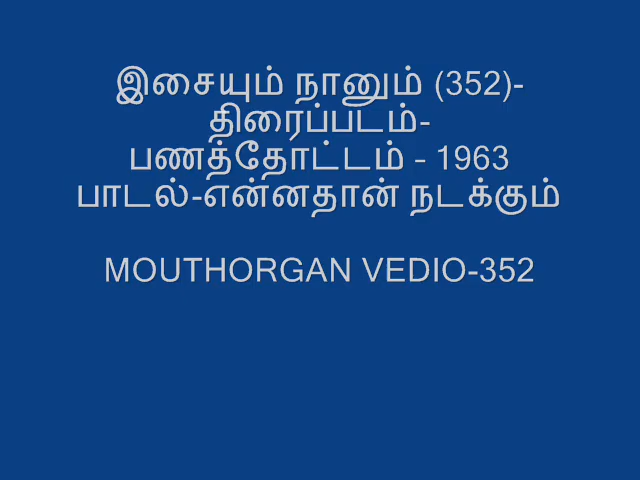 இசையும் நானும் (352)-
திரைப்படம்-
பணத்தோட்டம் - 1963
பாடல்-என்னதான் நடக்கும்
MOUTHORGAN VEDIO-352